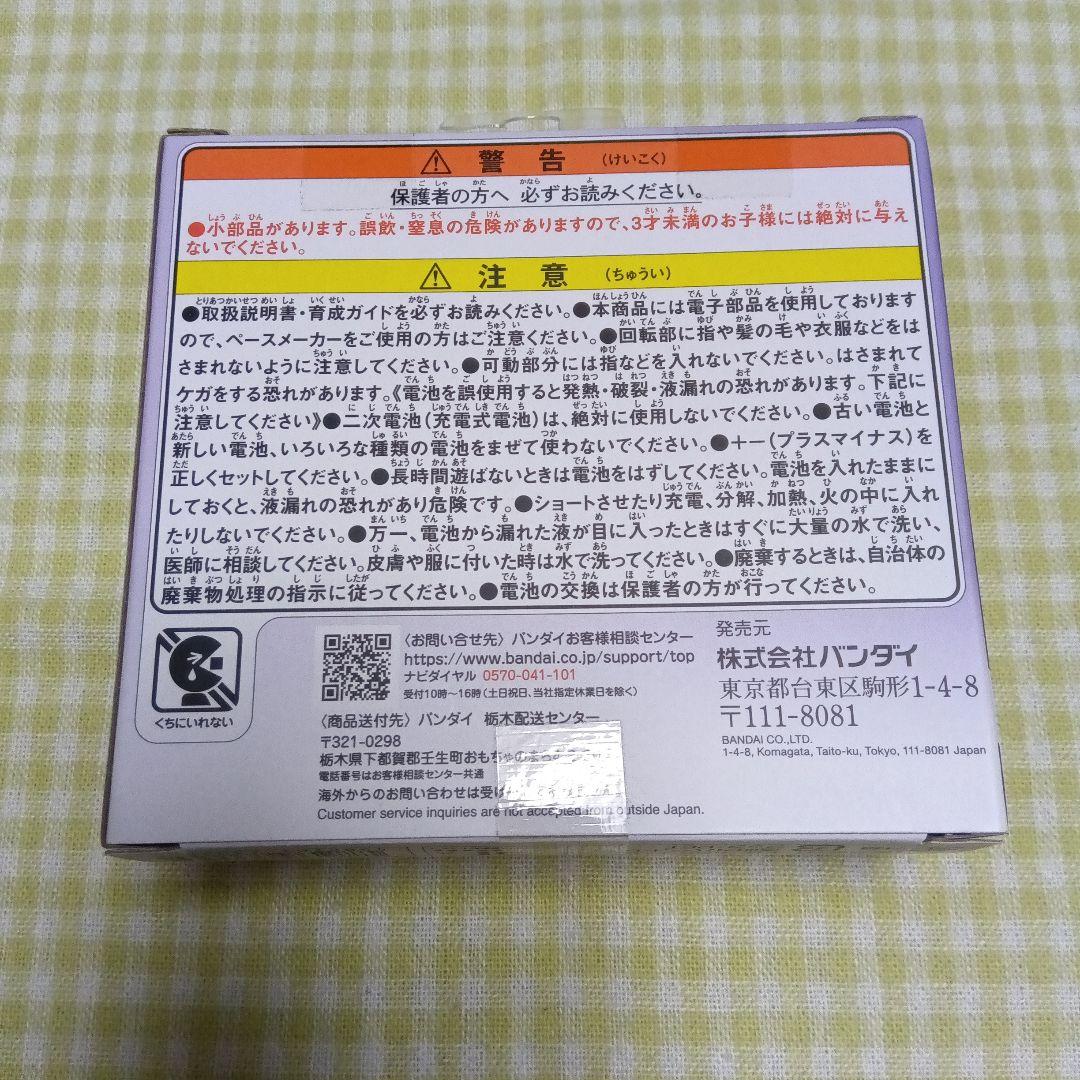 ⚠ 警告 (けいこく)
保護者の方へ 必ずお読みください。
●小部品があります。誤飲・窒息の危険がありますので、3才未満のお子様には絶対に与え
ないでください。
⚠ 注意 (ちゅうい)
●取扱説明書・育成ガイドを必ずお読みください。●本商品には電子部品を使用しております
ので、ペースメーカーをご使用の方はご注意ください。●回転部に指や髪の毛や衣服などをは
さまれないように注意してください。●可動部分には指などを入れないでください。はさまれて
ケガをする恐れがあります。《電池を誤使用すると発熱・破裂・液漏れの恐れがあります。下記に
注意してください》●二次電池(充電式電池)は、絶対に使用しないでください。●古い電池と
新しい電池、いろいろな種類の電池をまぜて使わないでください。●+-(プラスマイナス)を
正しくセットしてください。●長時間遊ばないときは電池をはずしてください。電池を入れたままに
しておくと、液漏れの恐れがあり危険です。●ショートさせたり充電、分解、加熱、火の中に入れ
たりしないでください。●万一、電池から漏れた液が目に入ったときはすぐに大量の水で洗い、
医師に相談してください。皮膚や服に付いた時は水で洗ってください。●廃棄するときは、自治体の
廃棄物処理の指示に従ってください。●電池の交換は保護者の方が行ってください。
くちにいれない
〈お問い合せ先〉バンダイお客様相談センター
https://www.bandai.co.jp/support/top
ナビダイヤル 0570-041-101
受付10時~16時(土日祝日、当社指定休業日を除く)
〈商品送付先〉バンダイ 栃木配送センター
〒321-0298
栃木県下都賀郡壬生町おもちゃのまち
電話番号はお客様相談センター共通
海外からのお問い合わせは受け
Customer service inquiries are not accepted from outside Japan.
発売元
株式会社バンダイ
東京都台東区駒形1-4-8
〒111-8081
BANDAI CO.,LTD.
1-4-8, Komagata, Taito-ku, Tokyo, 111-8081 Japan